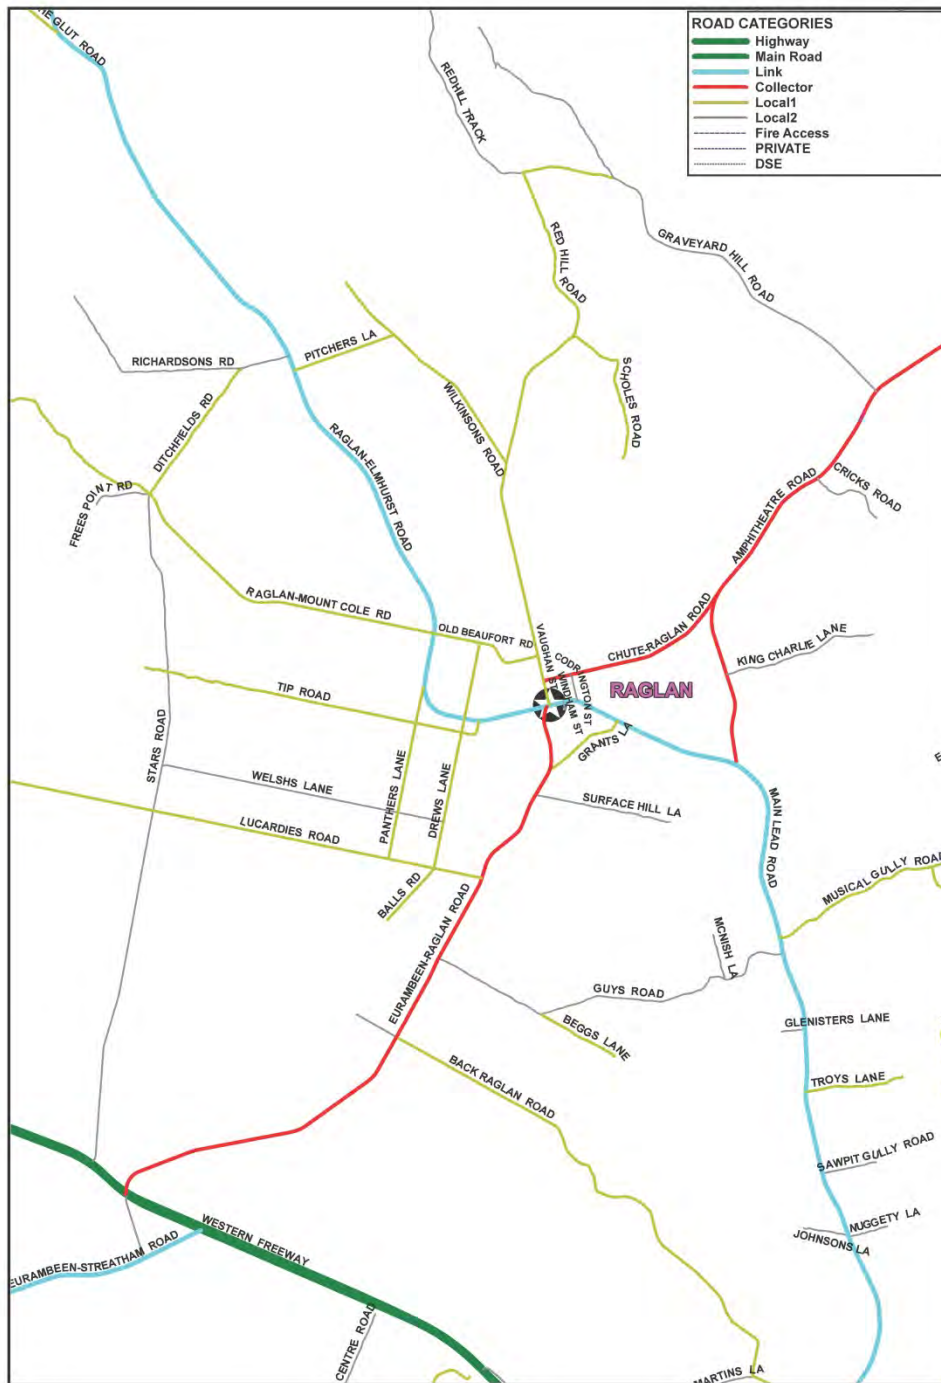 ROAD CATEGORIES
Highway
Main Road
Link
Collector
Local1
Local2
Fire Access
PRIVATE
DSE
GLUT ROAD
REDHILL TRACK
RED HILL ROAD
GRAVEYARD HILL ROAD
RICHARDSONS RD
PITCHERS LA
WILKINSONS ROAD
SCHOLES ROAD
DITCHFIELDS RD
RAGLAN-ELMHURST ROAD
FREES POINT RD
AMPHITHEATRE ROAD
CRICKS ROAD
RAGLAN-MOUNT COLE RD
OLD BEAUFORT RD
VAUGHAN ST
CODRINGTON ST
WINDHAM ST
CHUTE-RAGLAN ROAD
KING CHARLIE LANE
RAGLAN
TIP ROAD
GRANTS LA
STARS ROAD
WELSHS LANE
PANTHERS LANE
DREWS LANE
SURFACE HILL LA
MAIN LEAD ROAD
LUCARDIES ROAD
BALLS RD
MUSICAL GULLY ROAD
EURAMBEEN-RAGLAN ROAD
MCNISH LA
GUYS ROAD
BEGGS LANE
GLENISTERS LANE
BACK RAGLAN ROAD
TROYS LANE
SAWPIT GULLY ROAD
NUGGETY LA
JOHNSONS LA
WESTERN FREEWAY
EURAMBEEN-STREATHAM ROAD
CENTRE ROAD
MARTINS LA